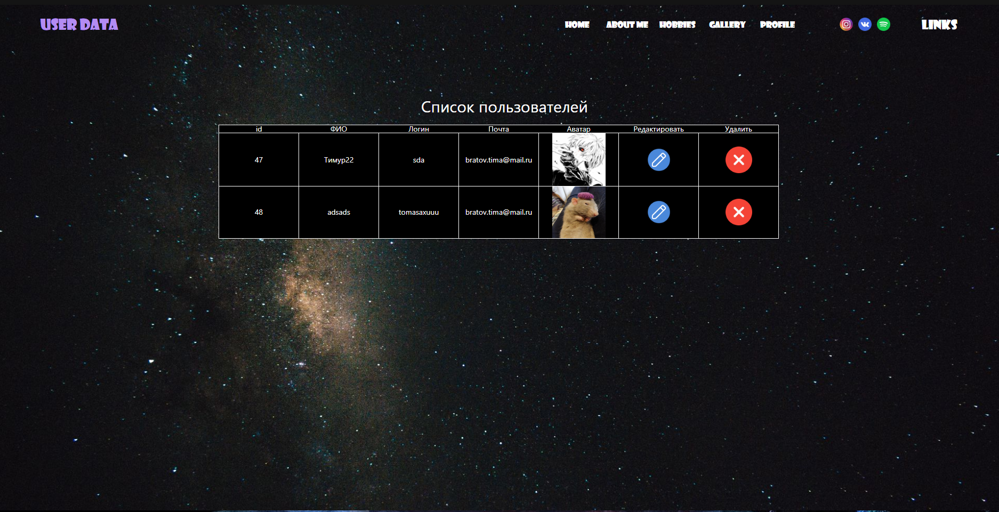 USER DATA HOME ABOUT ME HOBBIES GALLERY PROFILE LINKS
Список пользователей
id ФИО Логин Почта Аватар Редактировать Удалить
47 Тимур22 sda bratov.tima@mail.ru
48 adsads tomasaxuuu bratov.tima@mail.ru